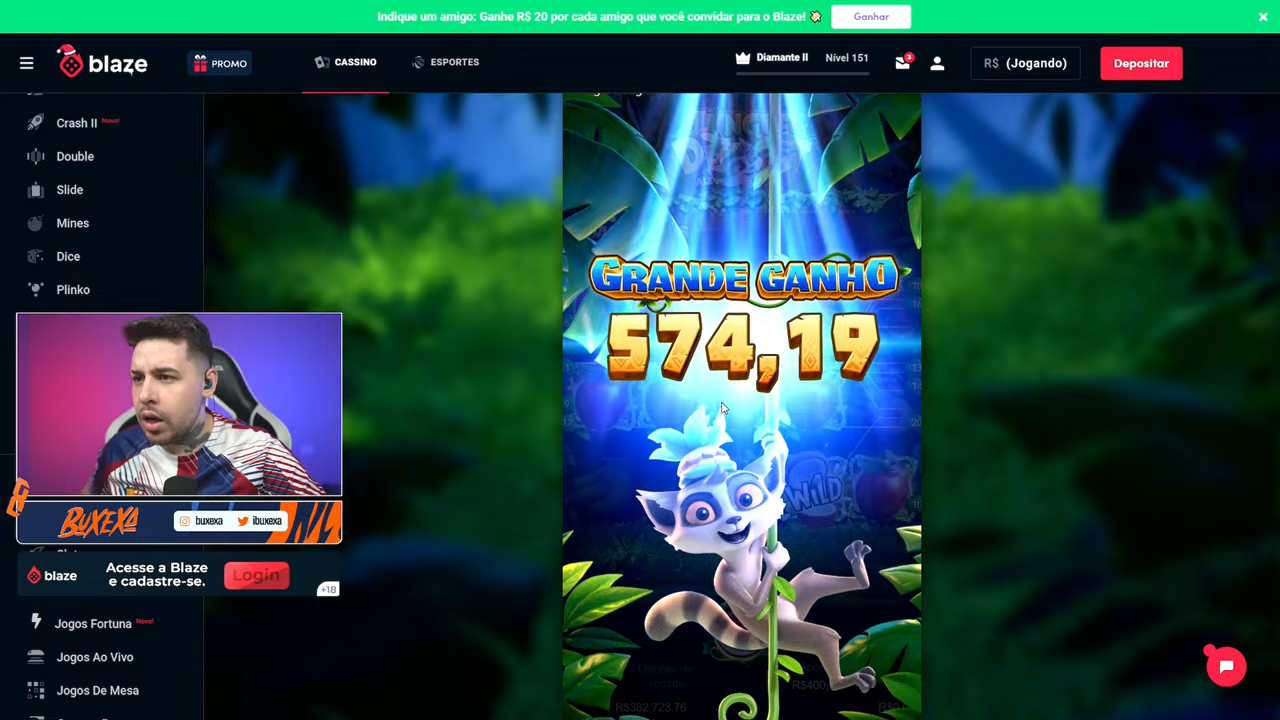 Indique um amigo: Ganhe R$ 20 por cada amigo que você convidar para o Blaze!
Ganhar
blaze
PROMO
CASSINO
ESPORTES
Diamante II
Nível 151
3
R$ (Jogando)
Depositar
Crash II Novo!
Double
Slide
Mines
Dice
Plinko
GRANDE GANHO
574,19
WILD
BUXEXA
buxexa
ibuxexa
blaze
Acesse a Blaze
e cadastre-se.
Login
+18
Jogos Fortuna Novo!
Jogos Ao Vivo
Jogos De Mesa
R$382 723,76
R$400,